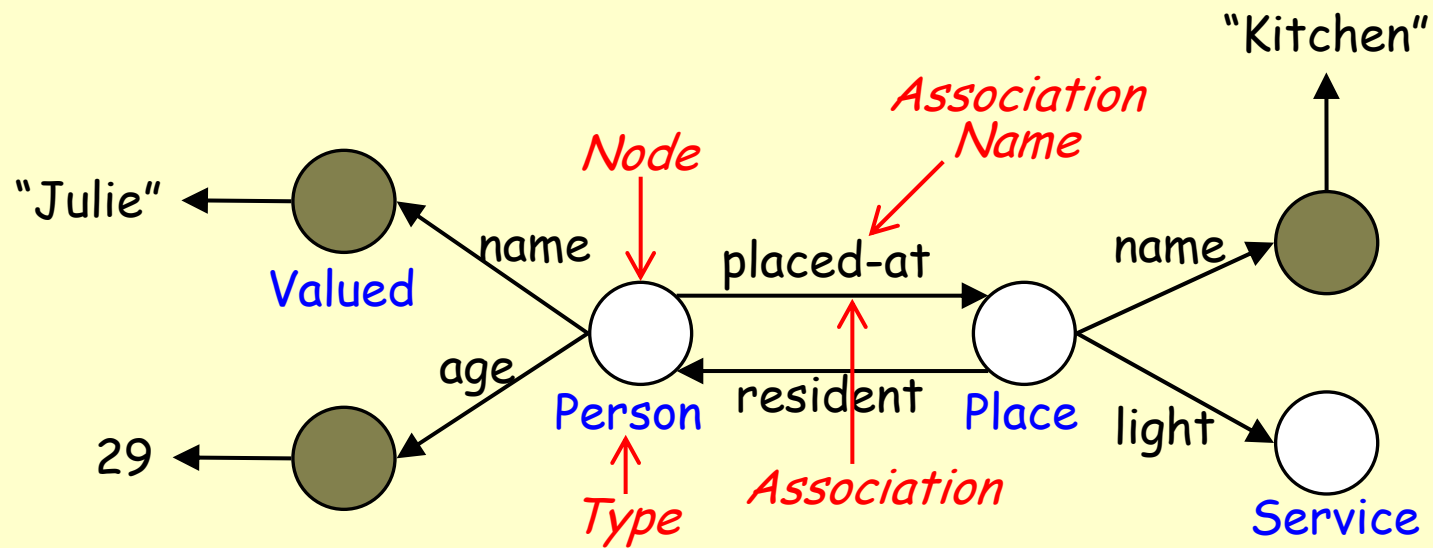 “Kitchen”
Association
Name
Node
“Julie”
name
placed-at
name
Valued
age
resident
Person
Place
light
29
Association
Type
Service